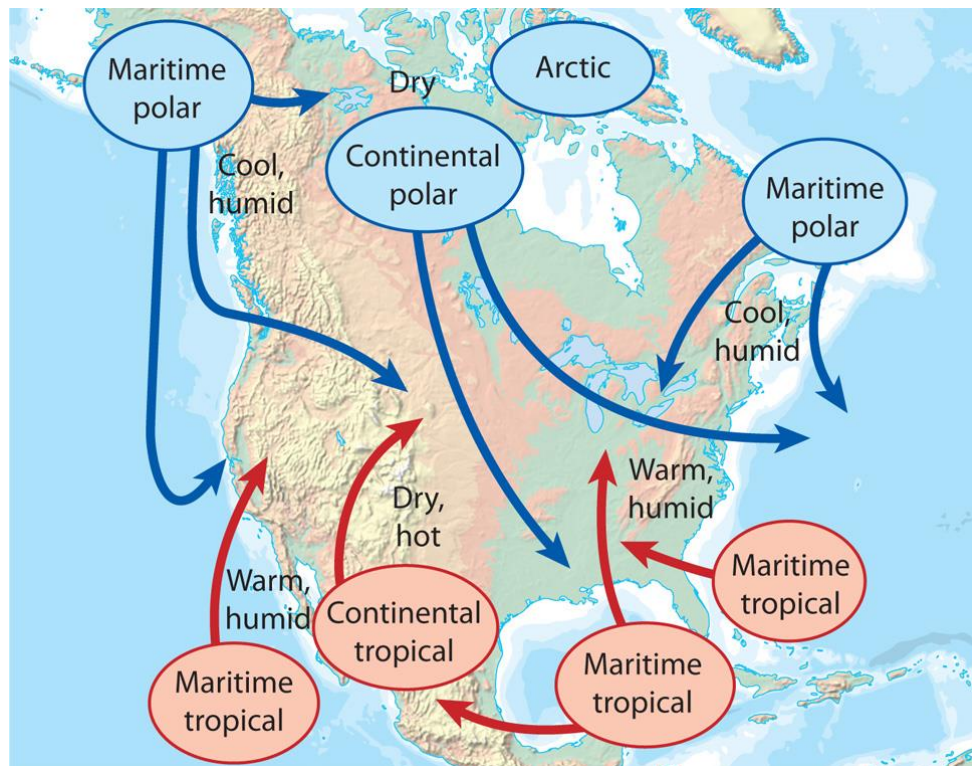 Maritime
polar
Dry
Arctic
Cool,
humid
Continental
polar
Maritime
polar
Cool,
humid
Dry,
hot
Warm,
humid
Warm,
humid
Maritime
tropical
Continental
tropical
Maritime
tropical
Maritime
tropical